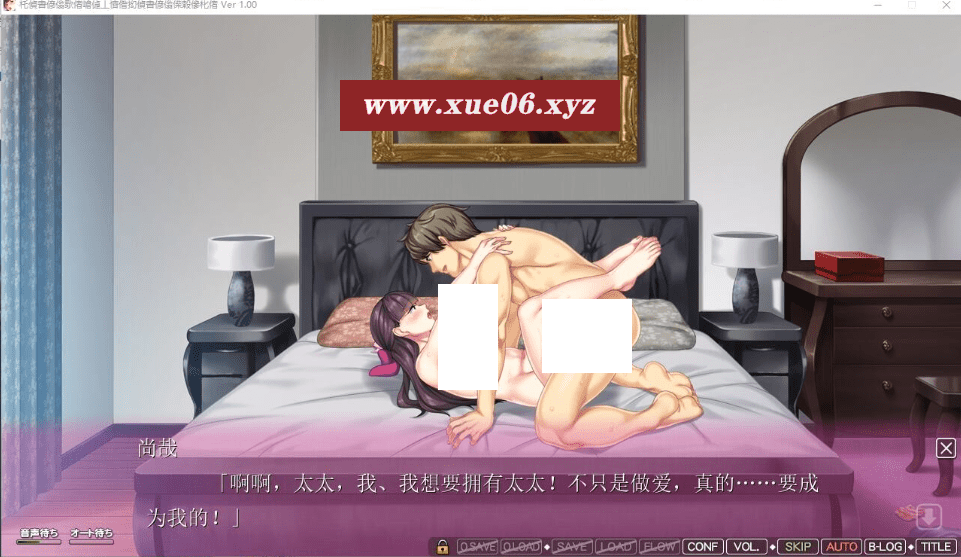 Ver 1.00
www.xue06.xyz
尚哉
「啊啊，太太，我、我想要拥有太太！不只是做爱，真的……要成
为我的！」
音声待ち オート待ち
Q.SAVE Q.LOAD SAVE LOAD FLOW CONF VOL. SKIP AUTO B-LOG TITLE